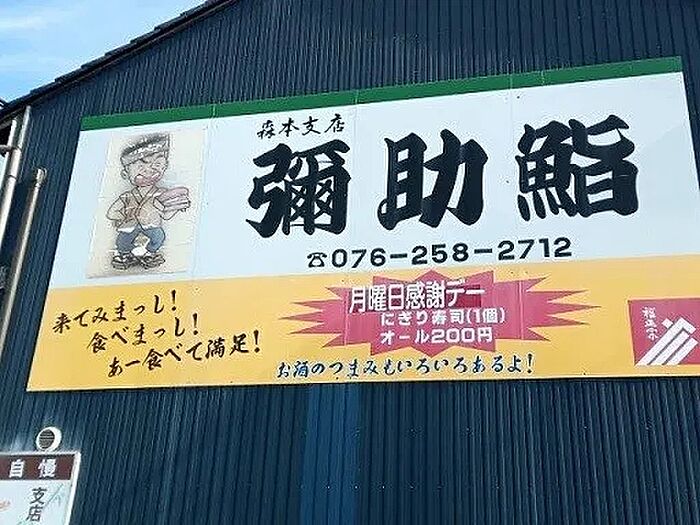 森本支店
彌助鮨
☎076-258-2712
来てみまっし!
食べまっし!
あー食べて満足!
月曜日感謝デー
にぎり寿司(1個)
オール200円
お酒のつまみもいろいろあるよ!
福正宗
自慢
支店